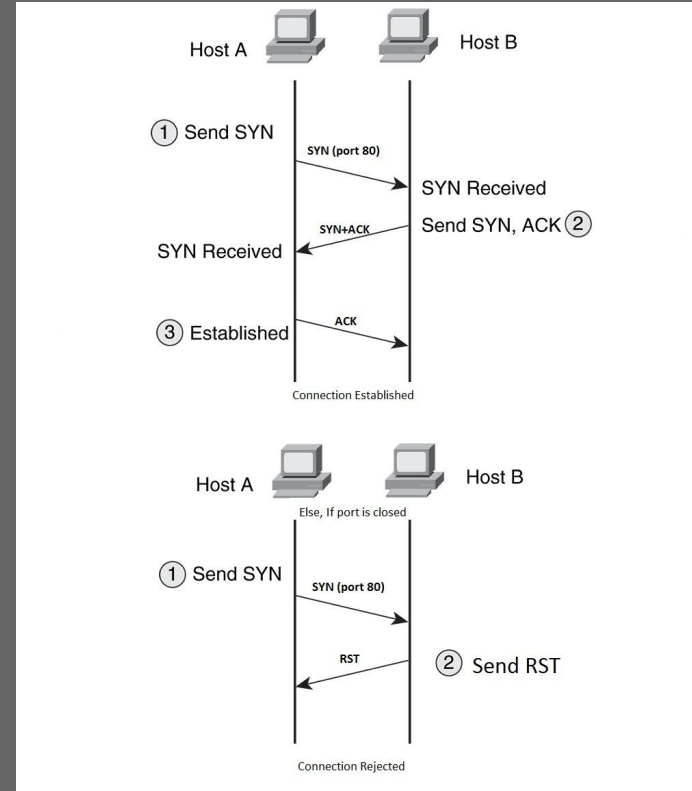 Host A
Host B
① Send SYN
SYN (port 80)
SYN Received
SYN+ACK
Send SYN, ACK ②
SYN Received
③ Established
ACK
Connection Established
Host A
Host B
Else, If port is closed
① Send SYN
SYN (port 80)
RST
② Send RST
Connection Rejected